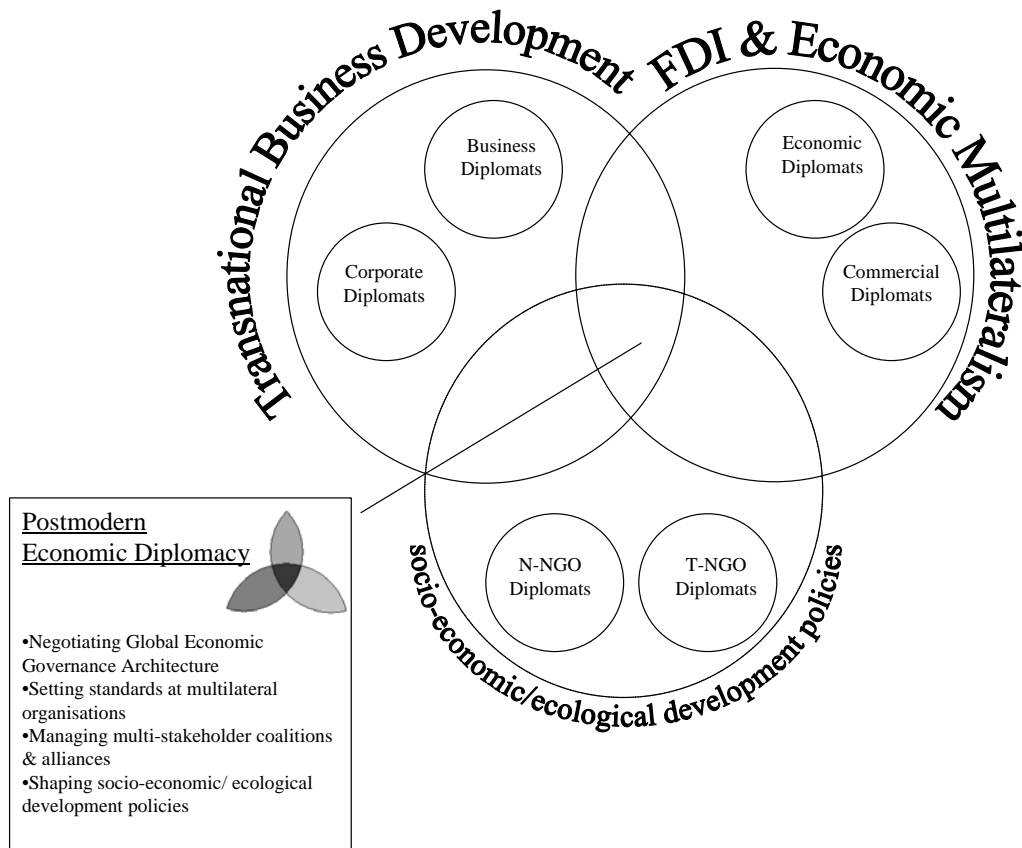 Transnational Business Development
FDI & Economic Multilateralism
Business
Diplomats
Economic
Diplomats
Corporate
Diplomats
Commercial
Diplomats
N-NGO
Diplomats
T-NGO
Diplomats
socio-economic/ecological development policies
Postmodern
Economic Diplomacy
•Negotiating Global Economic
Governance Architecture
•Setting standards at multilateral
organisations
•Managing multi-stakeholder coalitions
& alliances
•Shaping socio-economic/ ecological
development policies